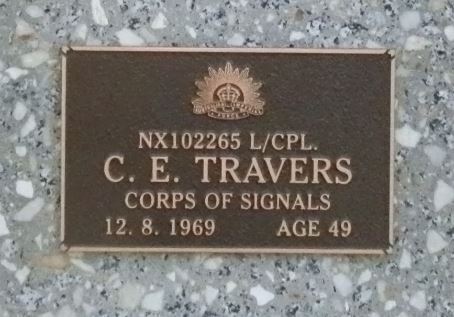 NX102265 L/CPL.
C. E. TRAVERS
CORPS OF SIGNALS
12. 8. 1969 AGE 49